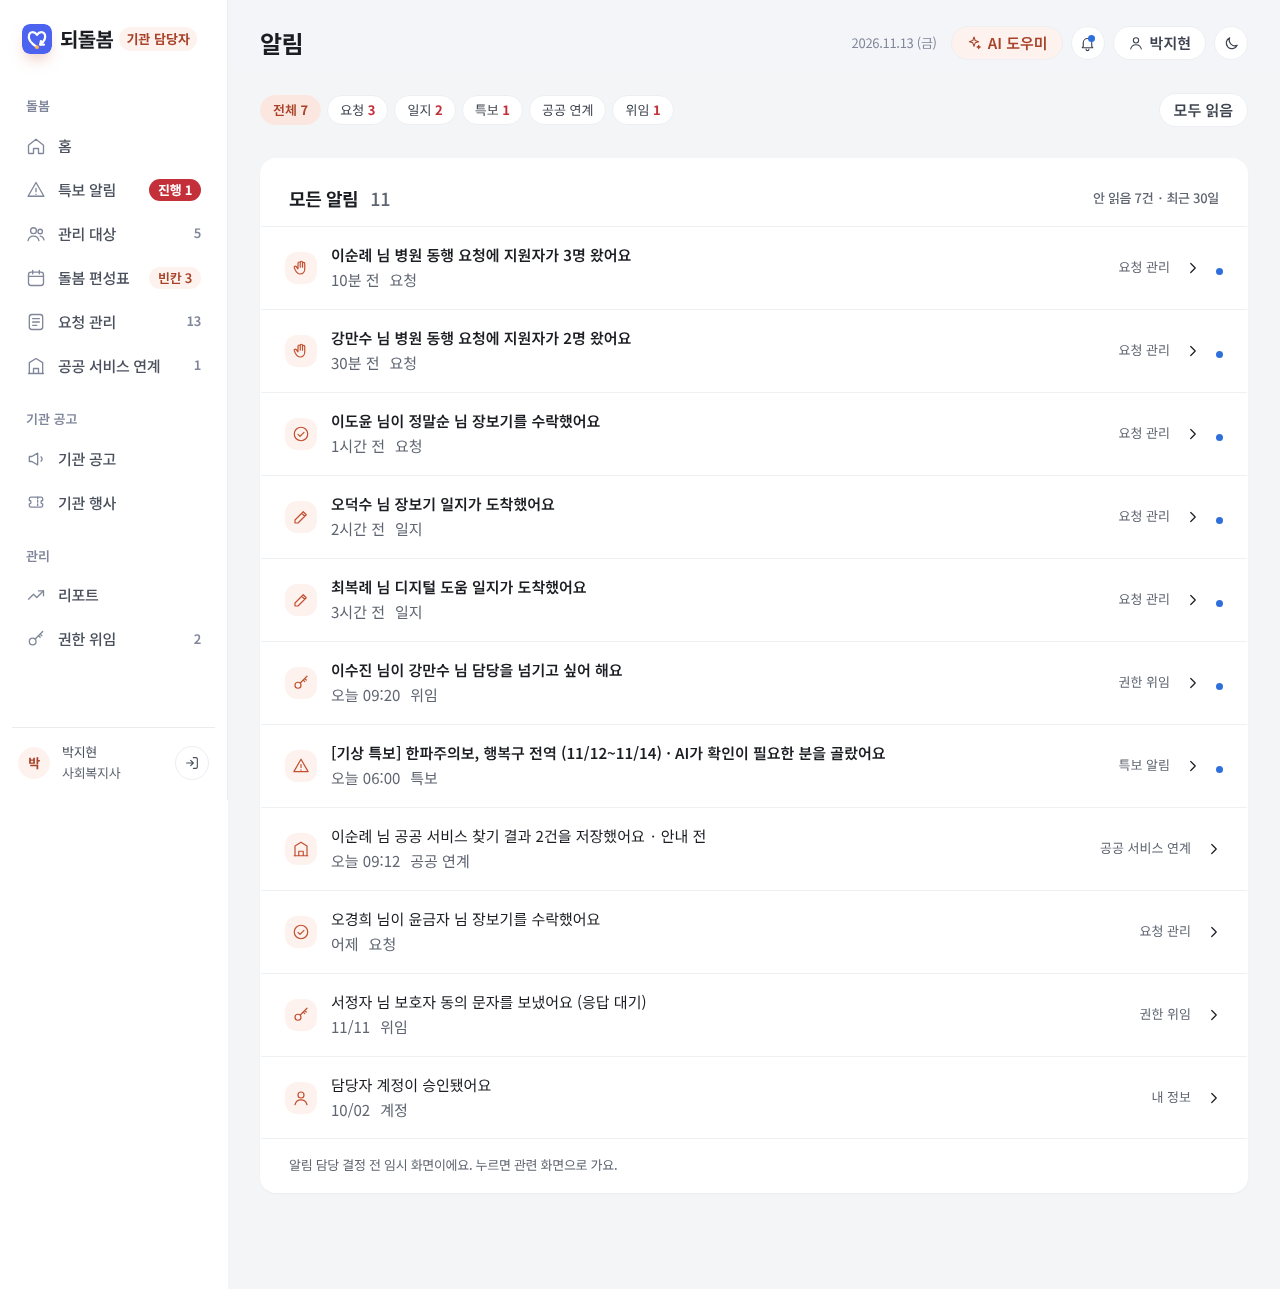 되돌봄 기관 담당자
돌봄
홈
특보 알림 진행 1
관리 대상 5
돌봄 편성표 빈칸 3
요청 관리 13
공공 서비스 연계 1
기관 공고
기관 공고
기관 행사
관리
리포트
권한 위임 2
박 박지현
사회복지사
알림 2026.11.13 (금) AI 도우미 박지현
전체 7 요청 3 일지 2 특보 1 공공 연계 위임 1 모두 읽음
모든 알림 11 안 읽음 7건 · 최근 30일
이순례 님 병원 동행 요청에 지원자가 3명 왔어요
10분 전 요청 요청 관리
강만수 님 병원 동행 요청에 지원자가 2명 왔어요
30분 전 요청 요청 관리
이도윤 님이 정말순 님 장보기를 수락했어요
1시간 전 요청 요청 관리
오덕수 님 장보기 일지가 도착했어요
2시간 전 일지 요청 관리
최복례 님 디지털 도움 일지가 도착했어요
3시간 전 일지 요청 관리
이수진 님이 강만수 님 담당을 넘기고 싶어 해요
오늘 09:20 위임 권한 위임
[기상 특보] 한파주의보, 행복구 전역 (11/12~11/14) · AI가 확인이 필요한 분을 골랐어요
오늘 06:00 특보 특보 알림
이순례 님 공공 서비스 찾기 결과 2건을 저장했어요 · 안내 전
오늘 09:12 공공 연계 공공 서비스 연계
오경희 님이 윤금자 님 장보기를 수락했어요
어제 요청 요청 관리
서정자 님 보호자 동의 문자를 보냈어요 (응답 대기)
11/11 위임 권한 위임
담당자 계정이 승인됐어요
10/02 계정 내 정보
알림 담당 결정 전 임시 화면이에요. 누르면 관련 화면으로 가요.